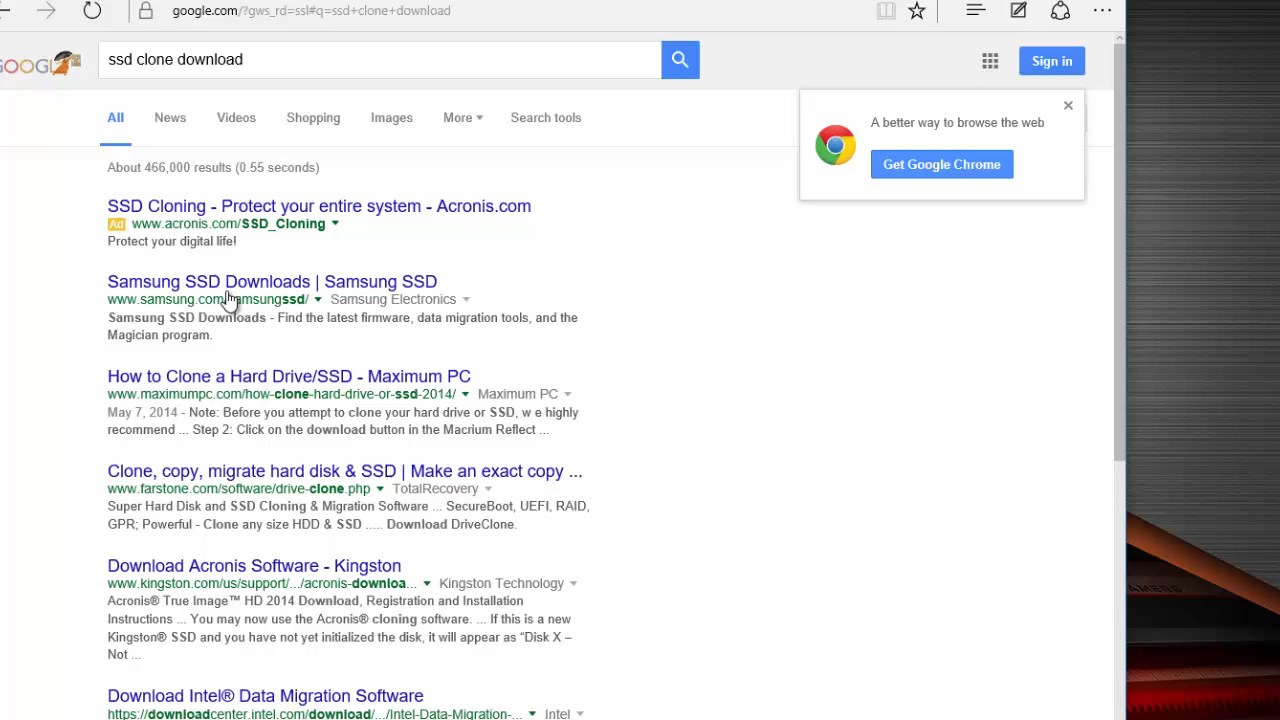 google.com/?gws_rd=ssl#q=ssd+clone+download
ssd clone download
Sign in
All News Videos Shopping Images More Search tools
A better way to browse the web
Get Google Chrome
About 466,000 results (0.55 seconds)
SSD Cloning - Protect your entire system - Acronis.com
Ad www.acronis.com/SSD_Cloning
Protect your digital life!
Samsung SSD Downloads | Samsung SSD
www.samsung.com/samsungssd/ Samsung Electronics
Samsung SSD Downloads - Find the latest firmware, data migration tools, and the
Magician program.
How to Clone a Hard Drive/SSD - Maximum PC
www.maximumpc.com/how-clone-hard-drive-or-ssd-2014/ Maximum PC
May 7, 2014 - Note: Before you attempt to clone your hard drive or SSD, w e highly
recommend ... Step 2: Click on the download button in the Macrium Reflect ...
Clone, copy, migrate hard disk & SSD | Make an exact copy ...
www.farstone.com/software/drive-clone.php TotalRecovery
Super Hard Disk and SSD Cloning & Migration Software ... SecureBoot, UEFI, RAID,
GPR; Powerful - Clone any size HDD & SSD ..... Download DriveClone.
Download Acronis Software - Kingston
www.kingston.com/us/support/.../acronis-downloa... Kingston Technology
Acronis® True Image™ HD 2014 Download, Registration and Installation
Instructions ... You may now use the Acronis® cloning software. ... If this is a new
Kingston® SSD and you have not yet initialized the disk, it will appear as “Disk X –
Not ...
Download Intel® Data Migration Software
https://downloadcenter.intel.com/download/.../Intel-Data-Migration-... Intel